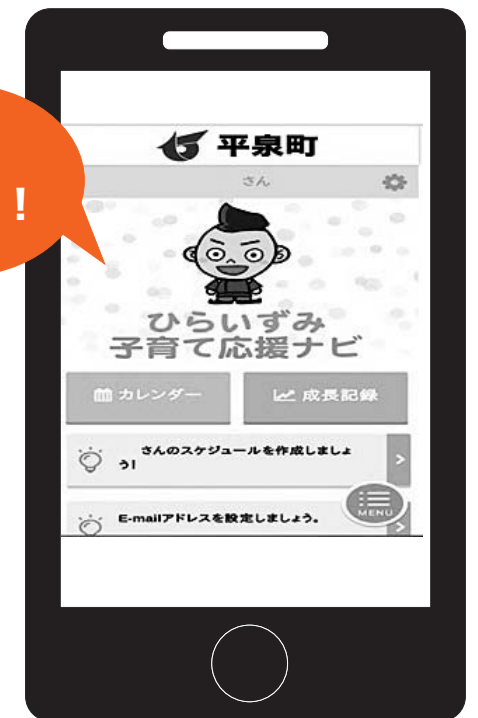 !
平泉町
さん
ひらいずみ
子育て応援ナビ
カレンダー
成長記録
さんのスケジュールを作成しましょ
う!
E-mailアドレスを設定しましょう。
MENU